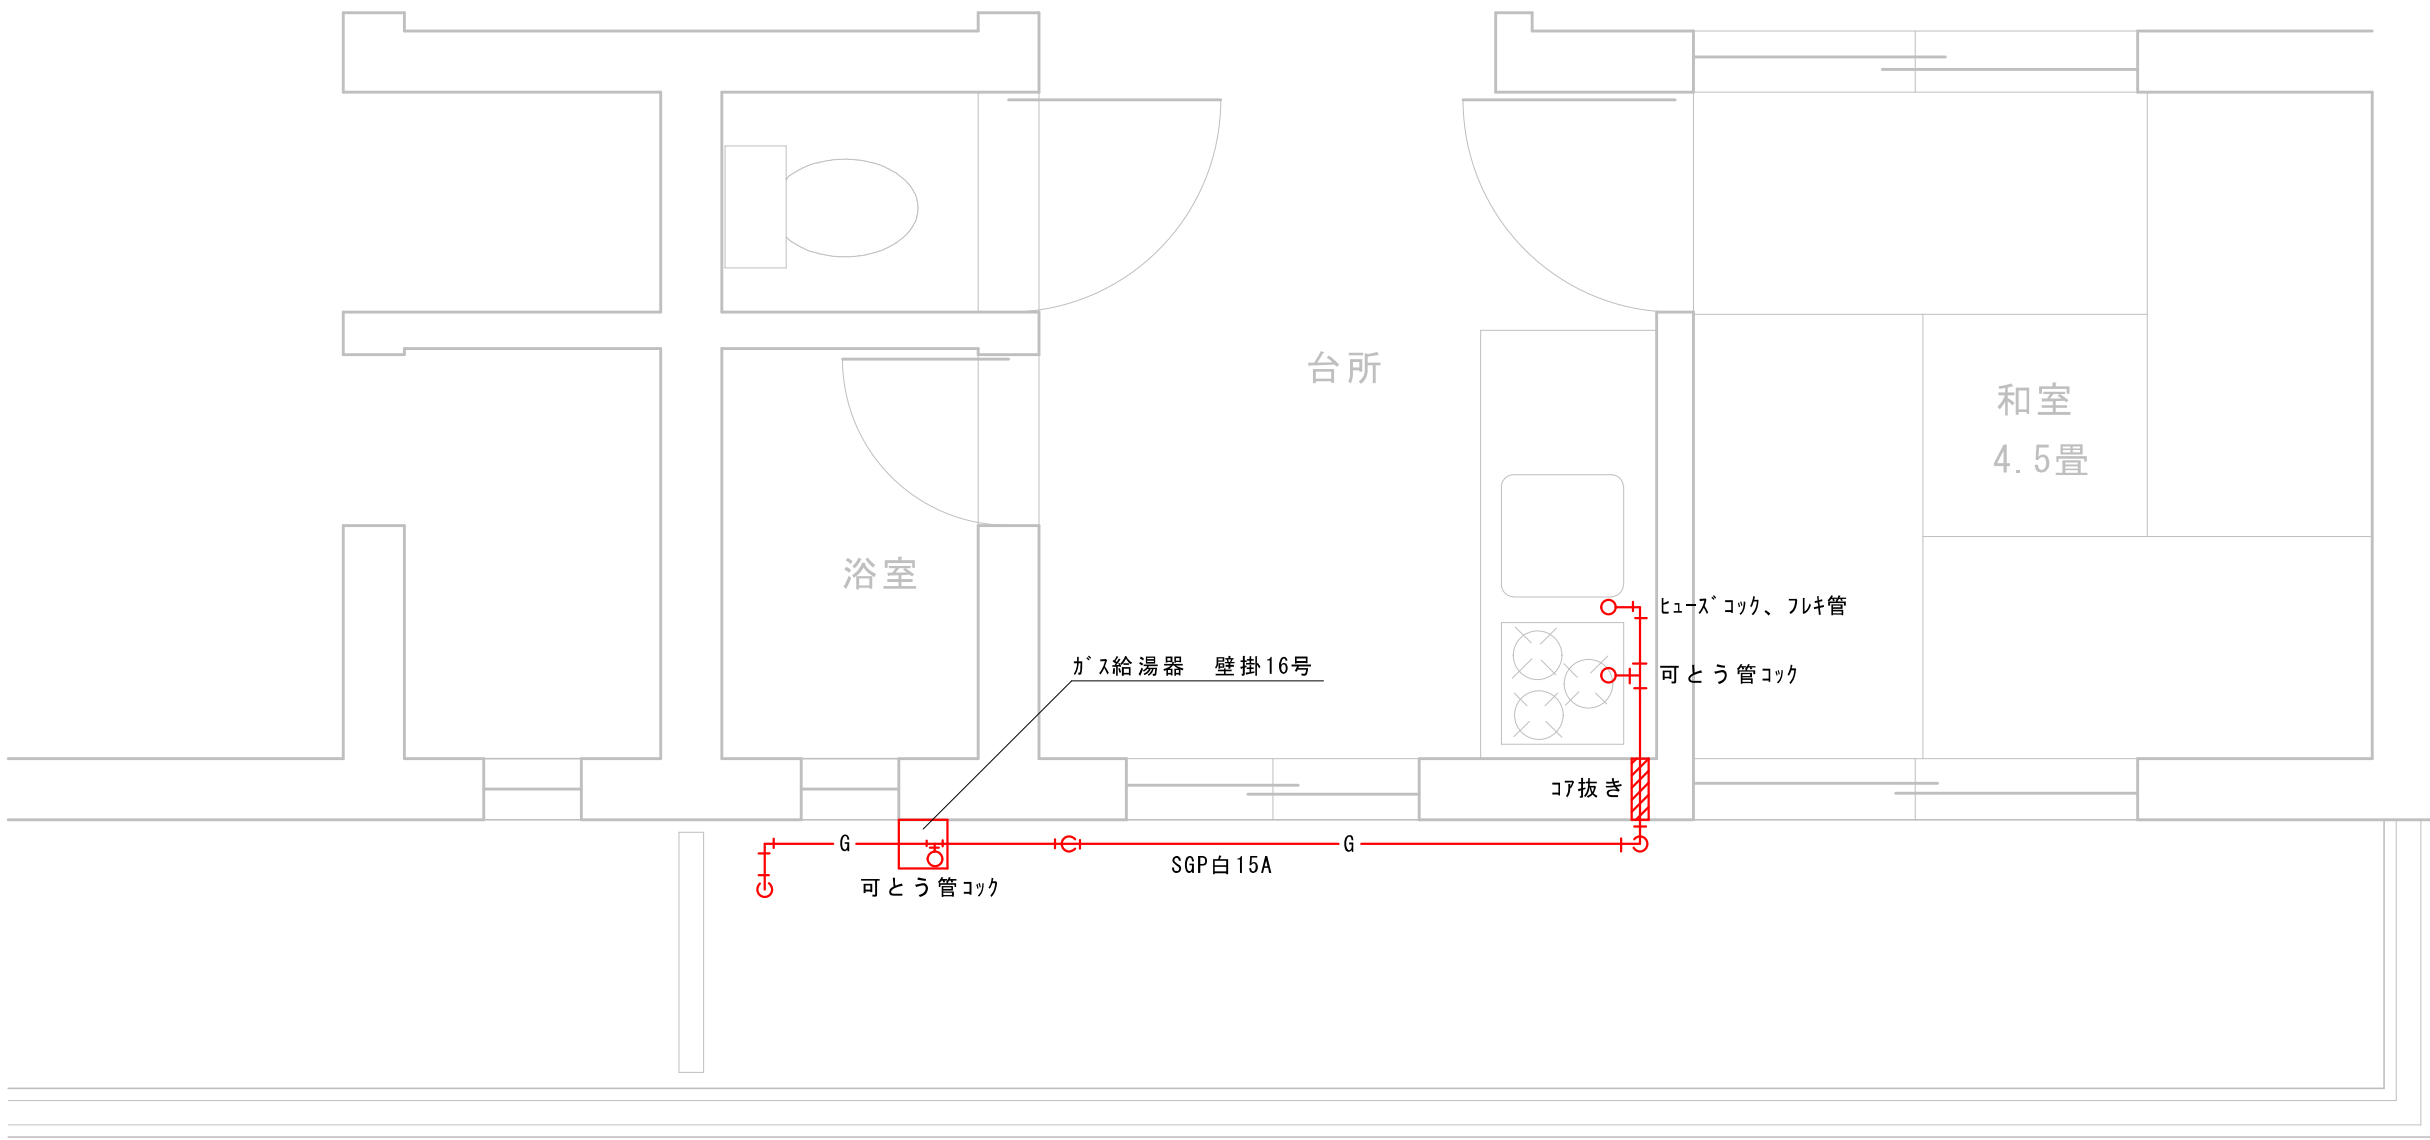 台所
和室
4.5畳
浴室
ﾋｭｰｽﾞｺｯｸ、ﾌﾚｷ管
ｶﾞｽ給湯器　壁掛16号
可とう管ｺｯｸ
ｺｱ抜き
G
G
SGP白15A
可とう管ｺｯｸ